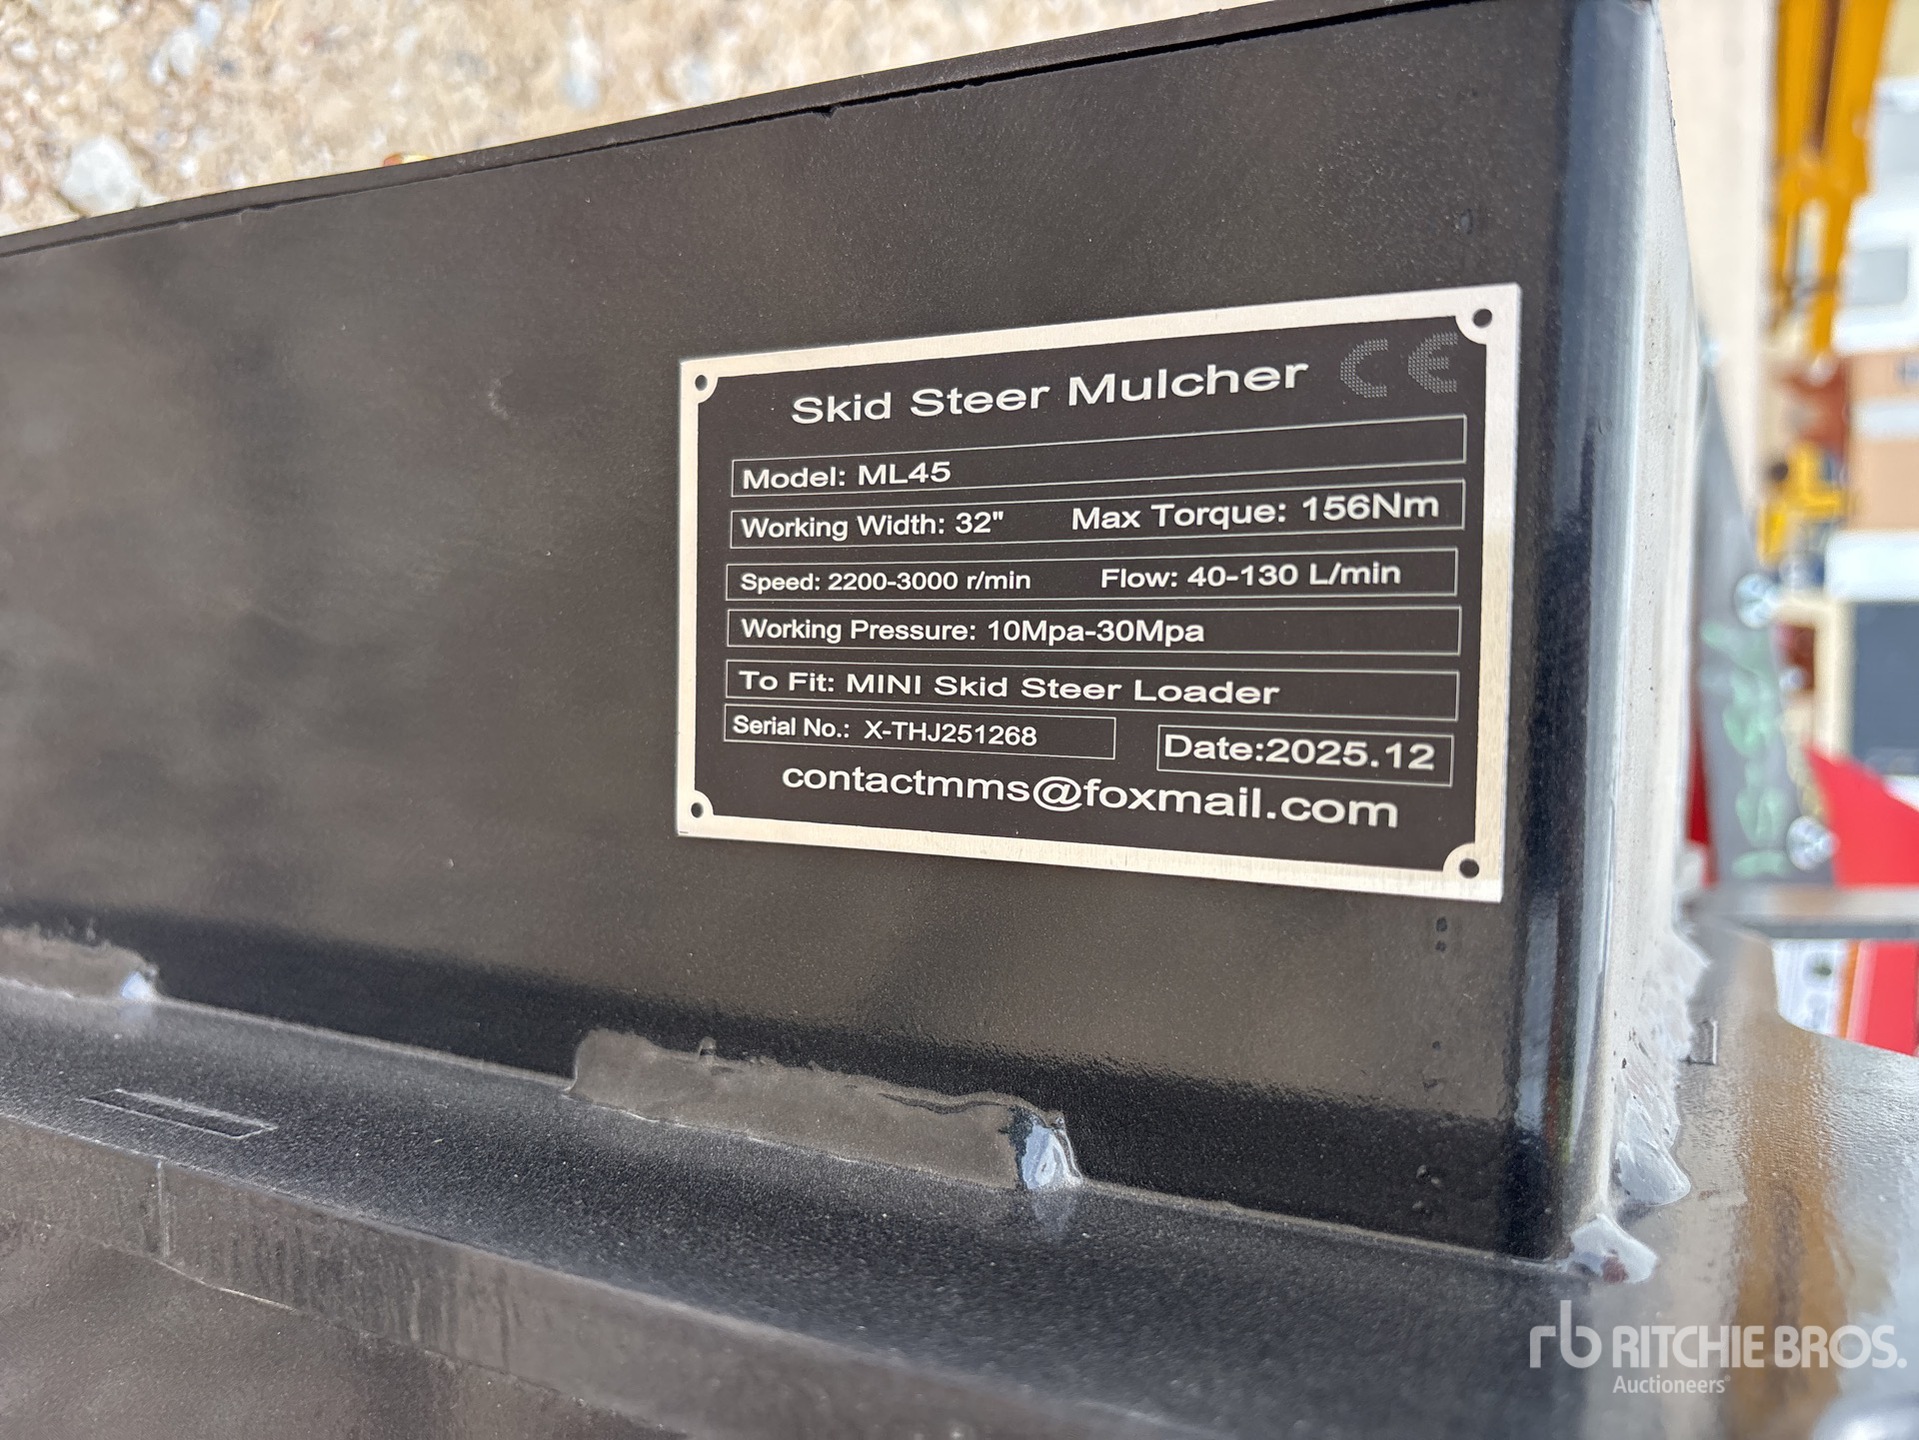 Skid Steer Mulcher CE
Model: ML45
Working Width: 32" Max Torque: 156Nm
Speed: 2200-3000 r/min Flow: 40-130 L/min
Working Pressure: 10Mpa-30Mpa
To Fit: MINI Skid Steer Loader
Serial No.: X-THJ251268 Date:2025.12
contactmms@foxmail.com
rb RITCHIE BROS.
Auctioneers